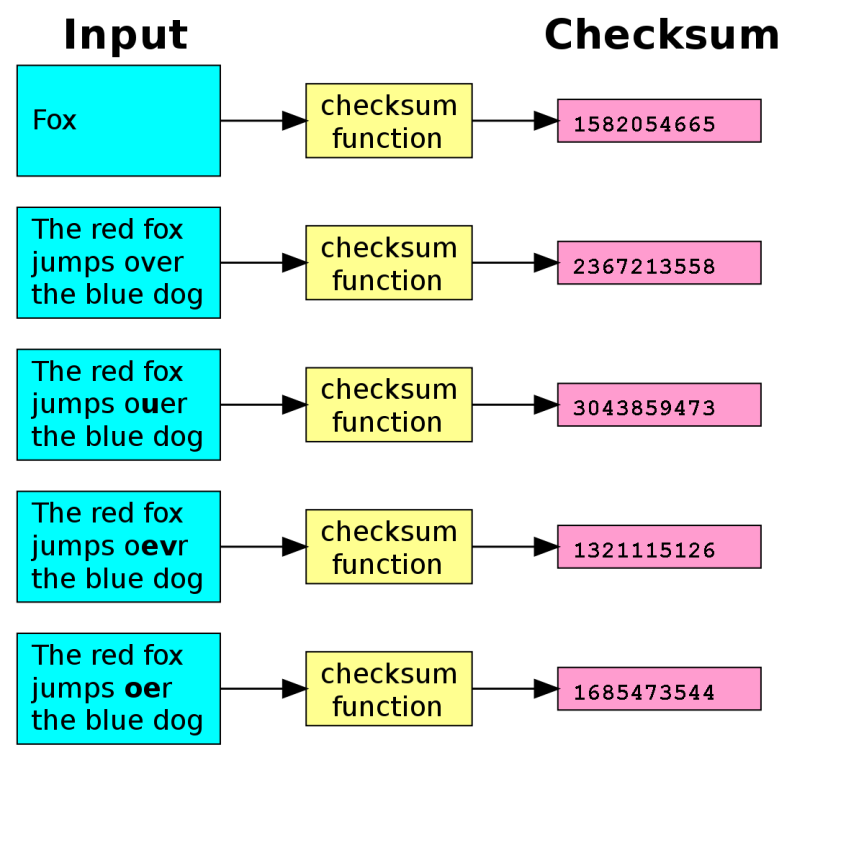 Input
Checksum
Fox
checksum
function
1582054665
The red fox
jumps over
the blue dog
checksum
function
2367213558
The red fox
jumps ouer
the blue dog
checksum
function
3043859473
The red fox
jumps oevr
the blue dog
checksum
function
1321115126
The red fox
jumps oer
the blue dog
checksum
function
1685473544